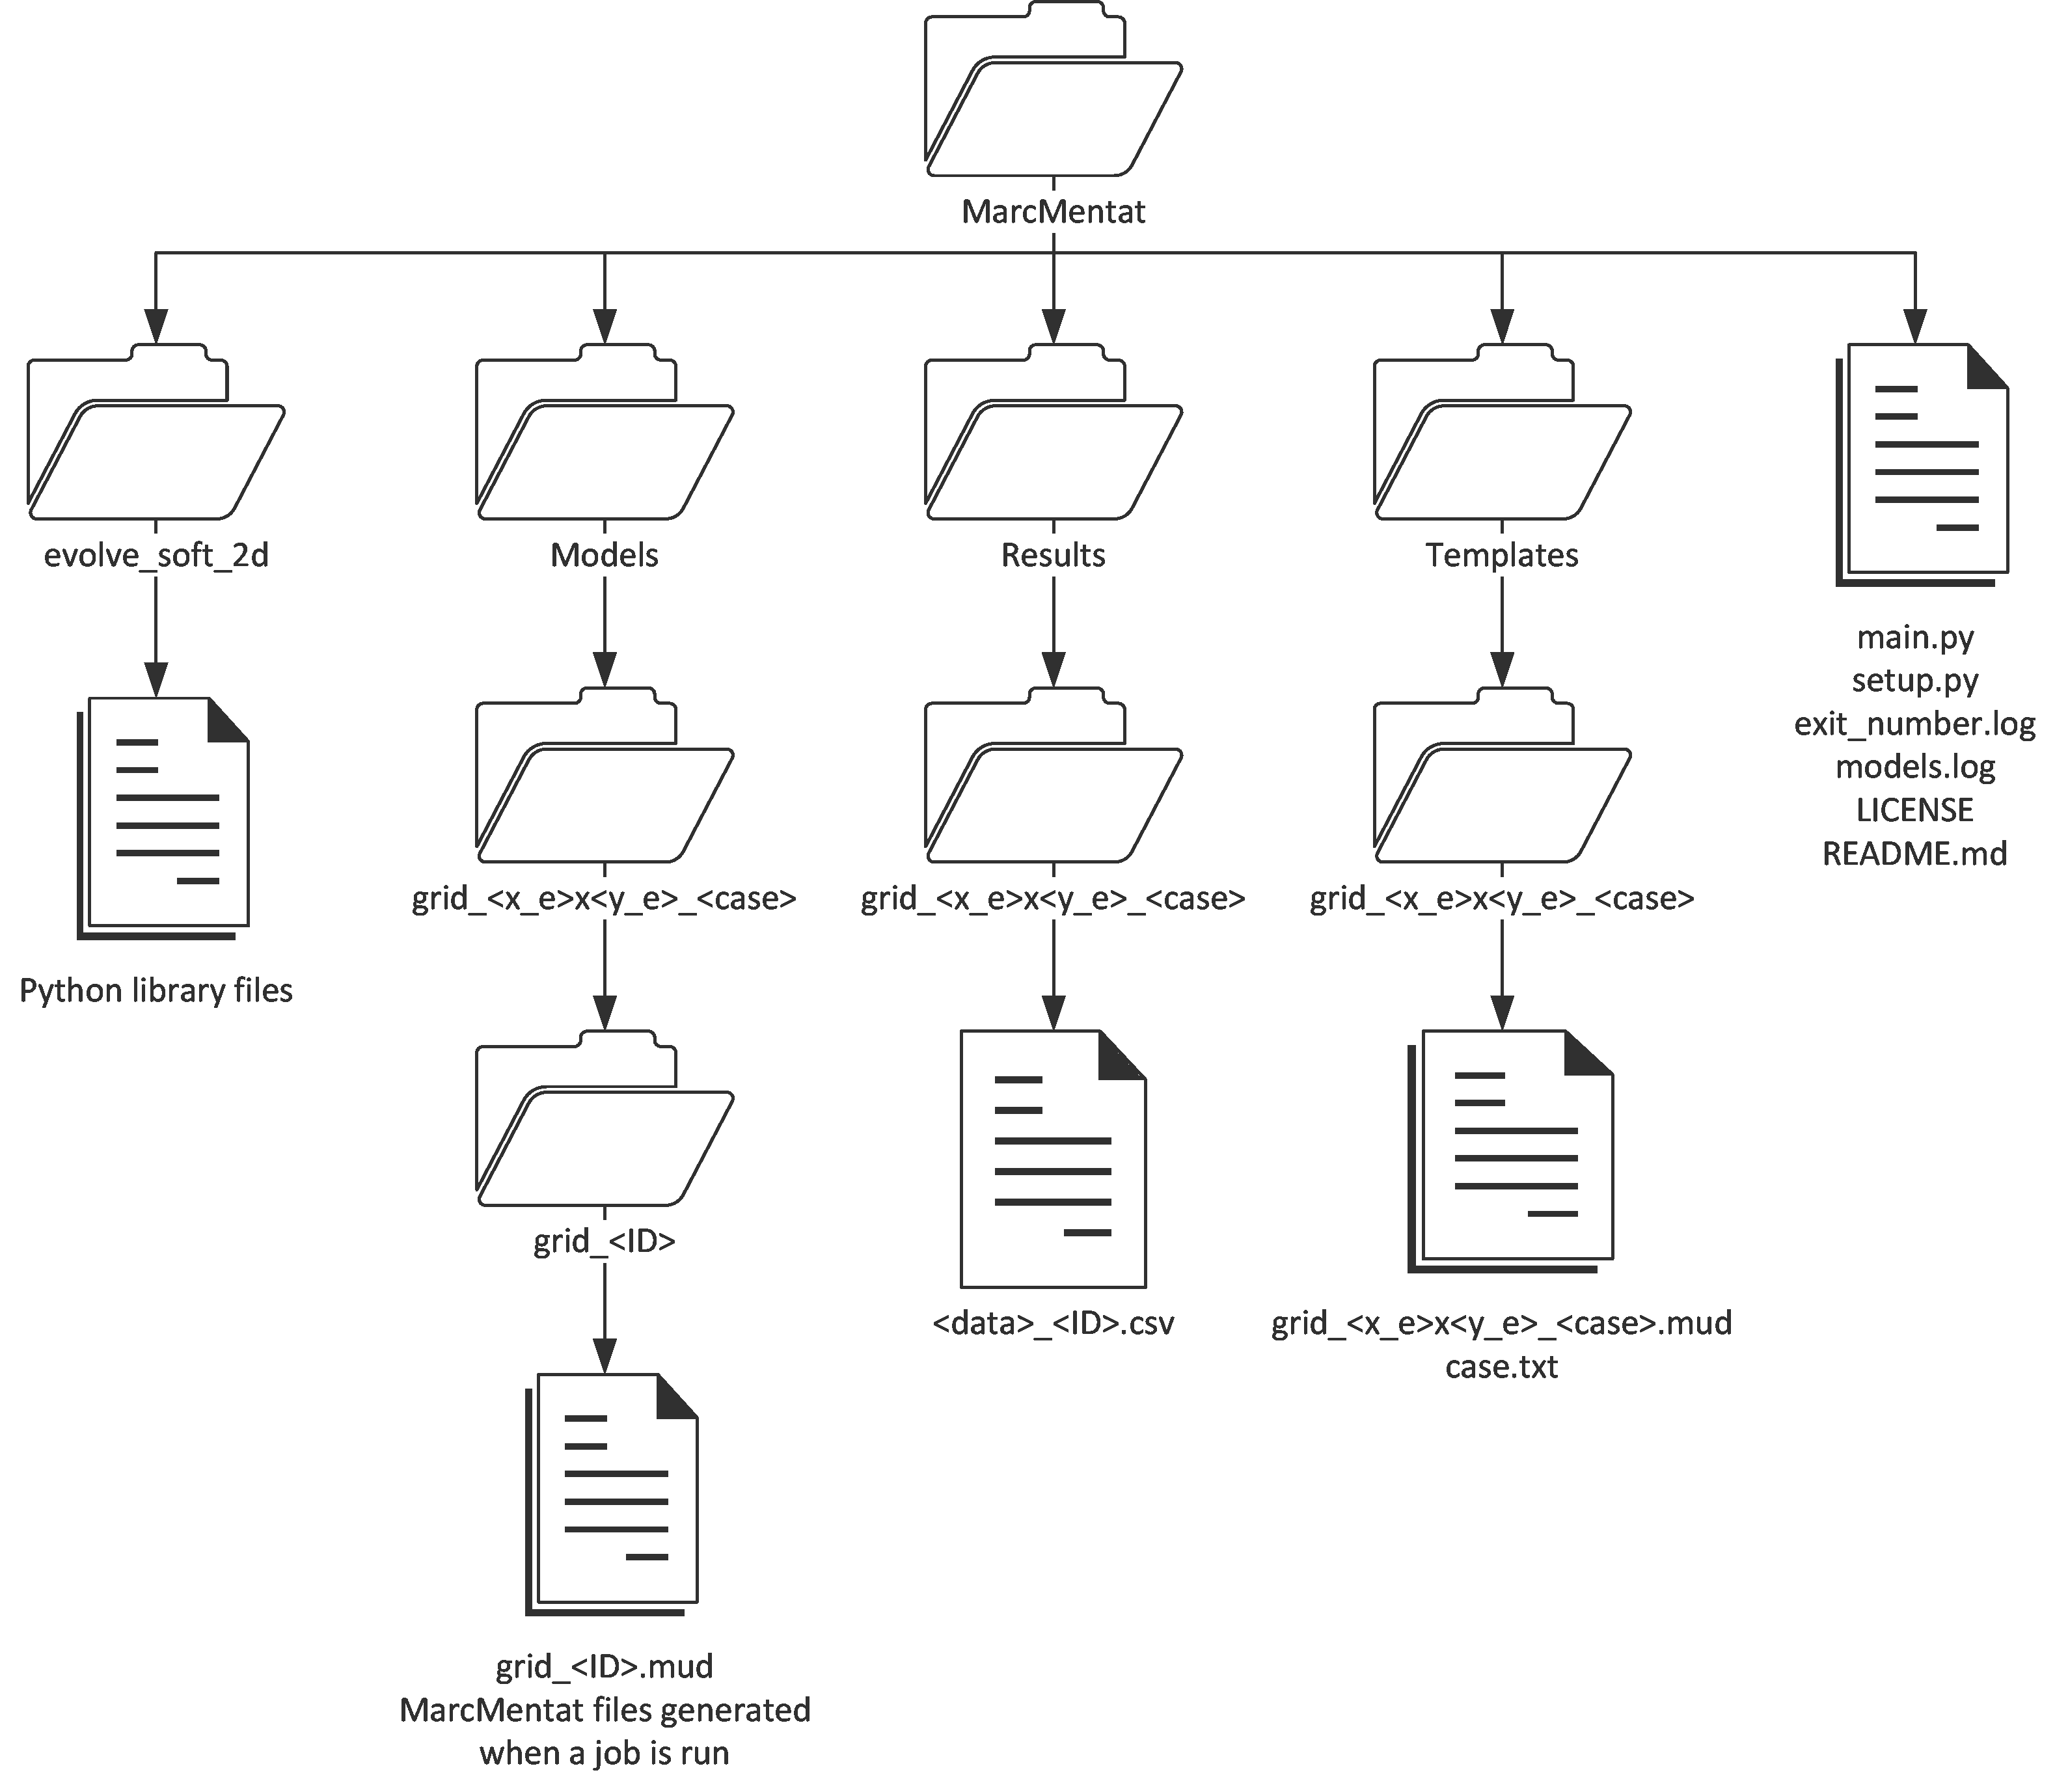 MarcMentat
evolve_soft_2d
Models
Results
Templates
main.py
setup.py
exit_number.log
models.log
LICENSE
README.md
Python library files
grid_<x_e>x<y_e>_<case>
grid_<x_e>x<y_e>_<case>
grid_<x_e>x<y_e>_<case>
grid_<ID>
<data>_<ID>.csv
grid_<x_e>x<y_e>_<case>.mud
case.txt
grid_<ID>.mud
MarcMentat files generated
when a job is run